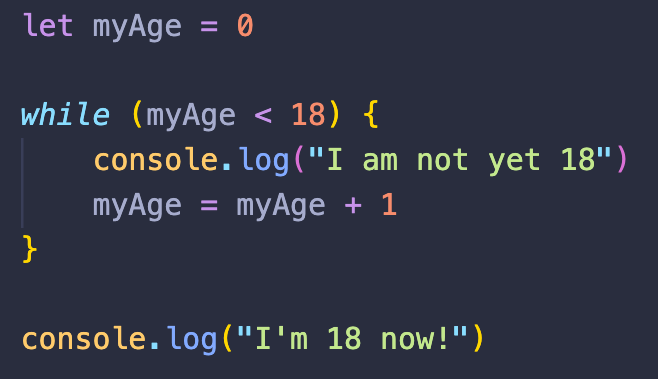 let myAge = 0
while (myAge < 18) {
    console.log("I am not yet 18")
    myAge = myAge + 1
}
console.log("I'm 18 now!")